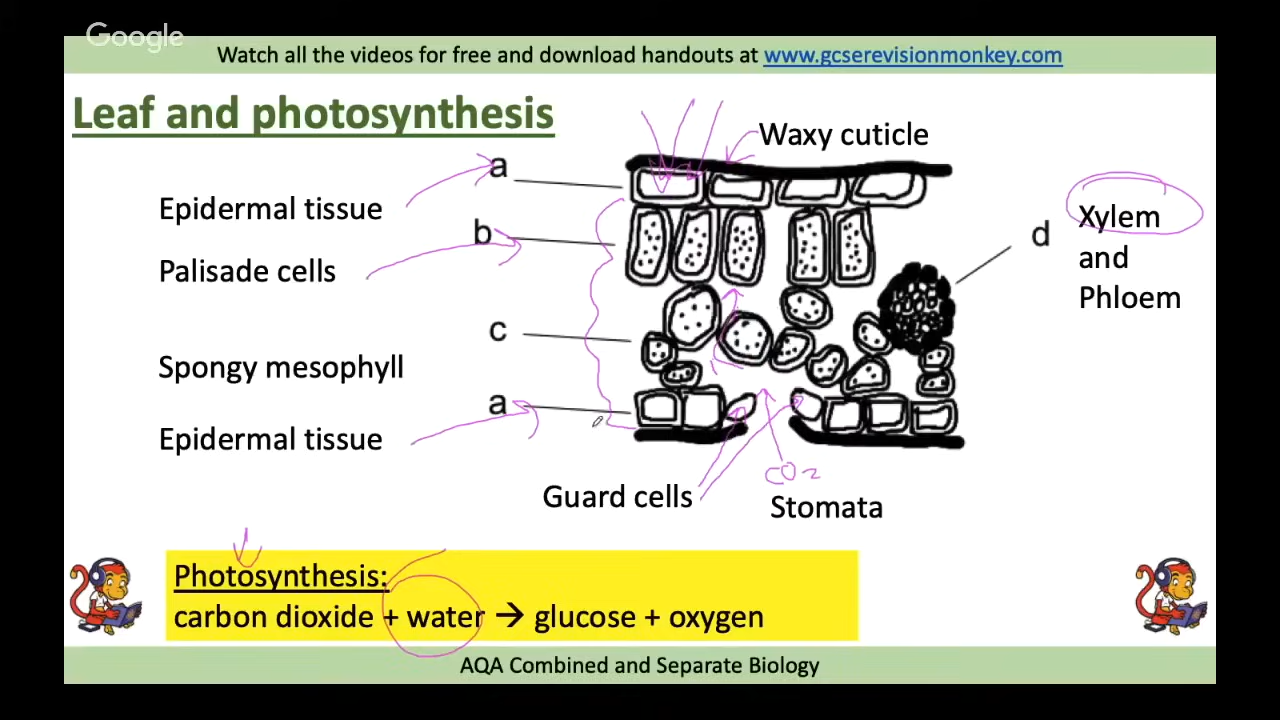 Google
Watch all the videos for free and download handouts at www.gcserevisionmonkey.com
Leaf and photosynthesis
Waxy cuticle
a
Epidermal tissue
b
Palisade cells
c
Spongy mesophyll
a
Epidermal tissue
d
Xylem
and
Phloem
CO2
Guard cells
Stomata
Photosynthesis:
carbon dioxide + water → glucose + oxygen
AQA Combined and Separate Biology